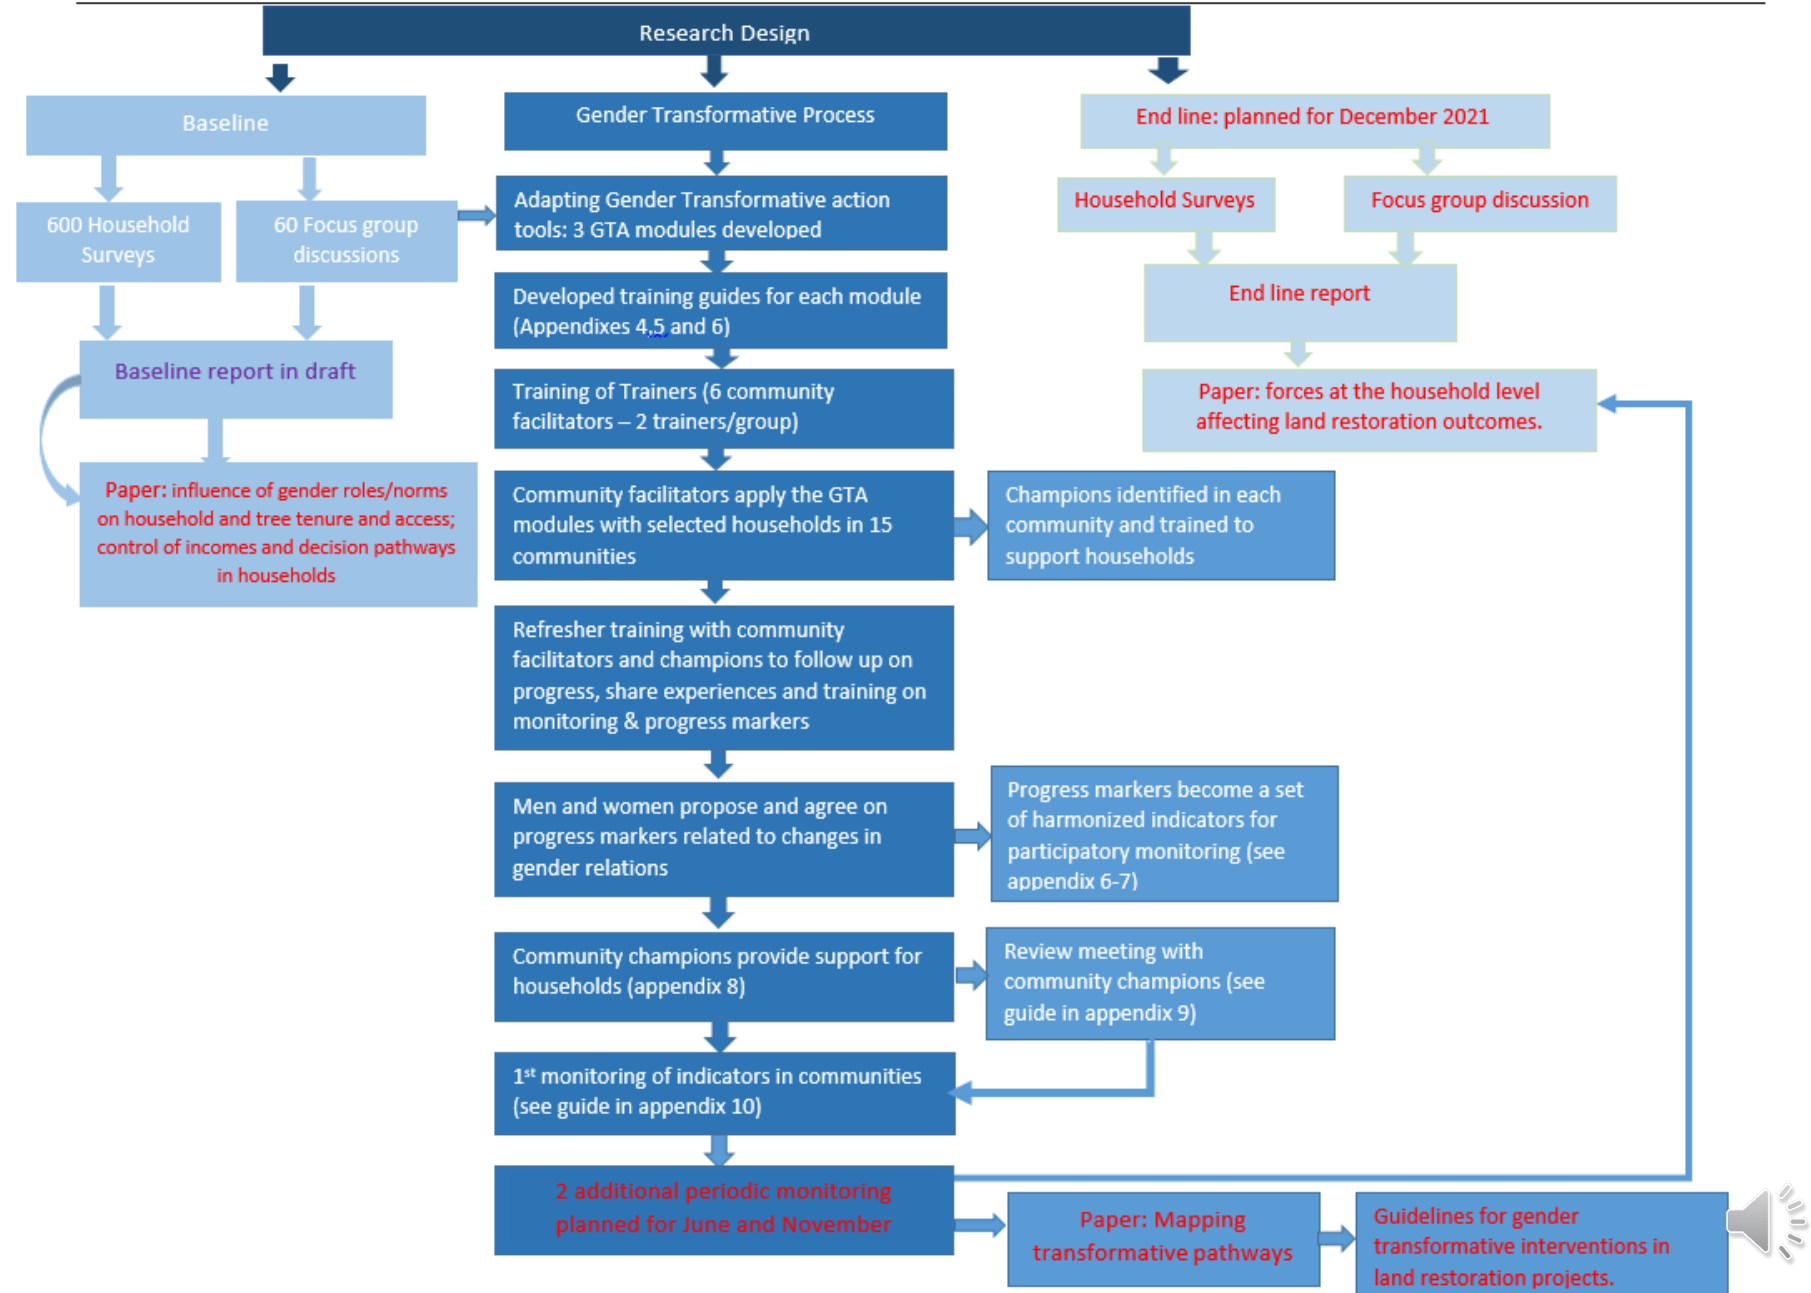 Research Design
Baseline
600 Household
Surveys
60 Focus group
discussions
Baseline report in draft
Paper: influence of gender roles/norms
on household and tree tenure and access;
control of incomes and decision pathways
in households
Gender Transformative Process
Adapting Gender Transformative action
tools: 3 GTA modules developed
Developed training guides for each module
(Appendixes 4,5 and 6)
Training of Trainers (6 community
facilitators – 2 trainers/group)
Community facilitators apply the GTA
modules with selected households in 15
communities
Champions identified in each
community and trained to
support households
Refresher training with community
facilitators and champions to follow up on
progress, share experiences and training on
monitoring & progress markers
Men and women propose and agree on
progress markers related to changes in
gender relations
Progress markers become a set
of harmonized indicators for
participatory monitoring (see
appendix 6-7)
Community champions provide support for
households (appendix 8)
Review meeting with
community champions (see
guide in appendix 9)
1st monitoring of indicators in communities
(see guide in appendix 10)
2 additional periodic monitoring
planned for June and November
Paper: Mapping
transformative pathways
Guidelines for gender
transformative interventions in
land restoration projects.
End line: planned for December 2021
Household Surveys
Focus group discussion
End line report
Paper: forces at the household level
affecting land restoration outcomes.